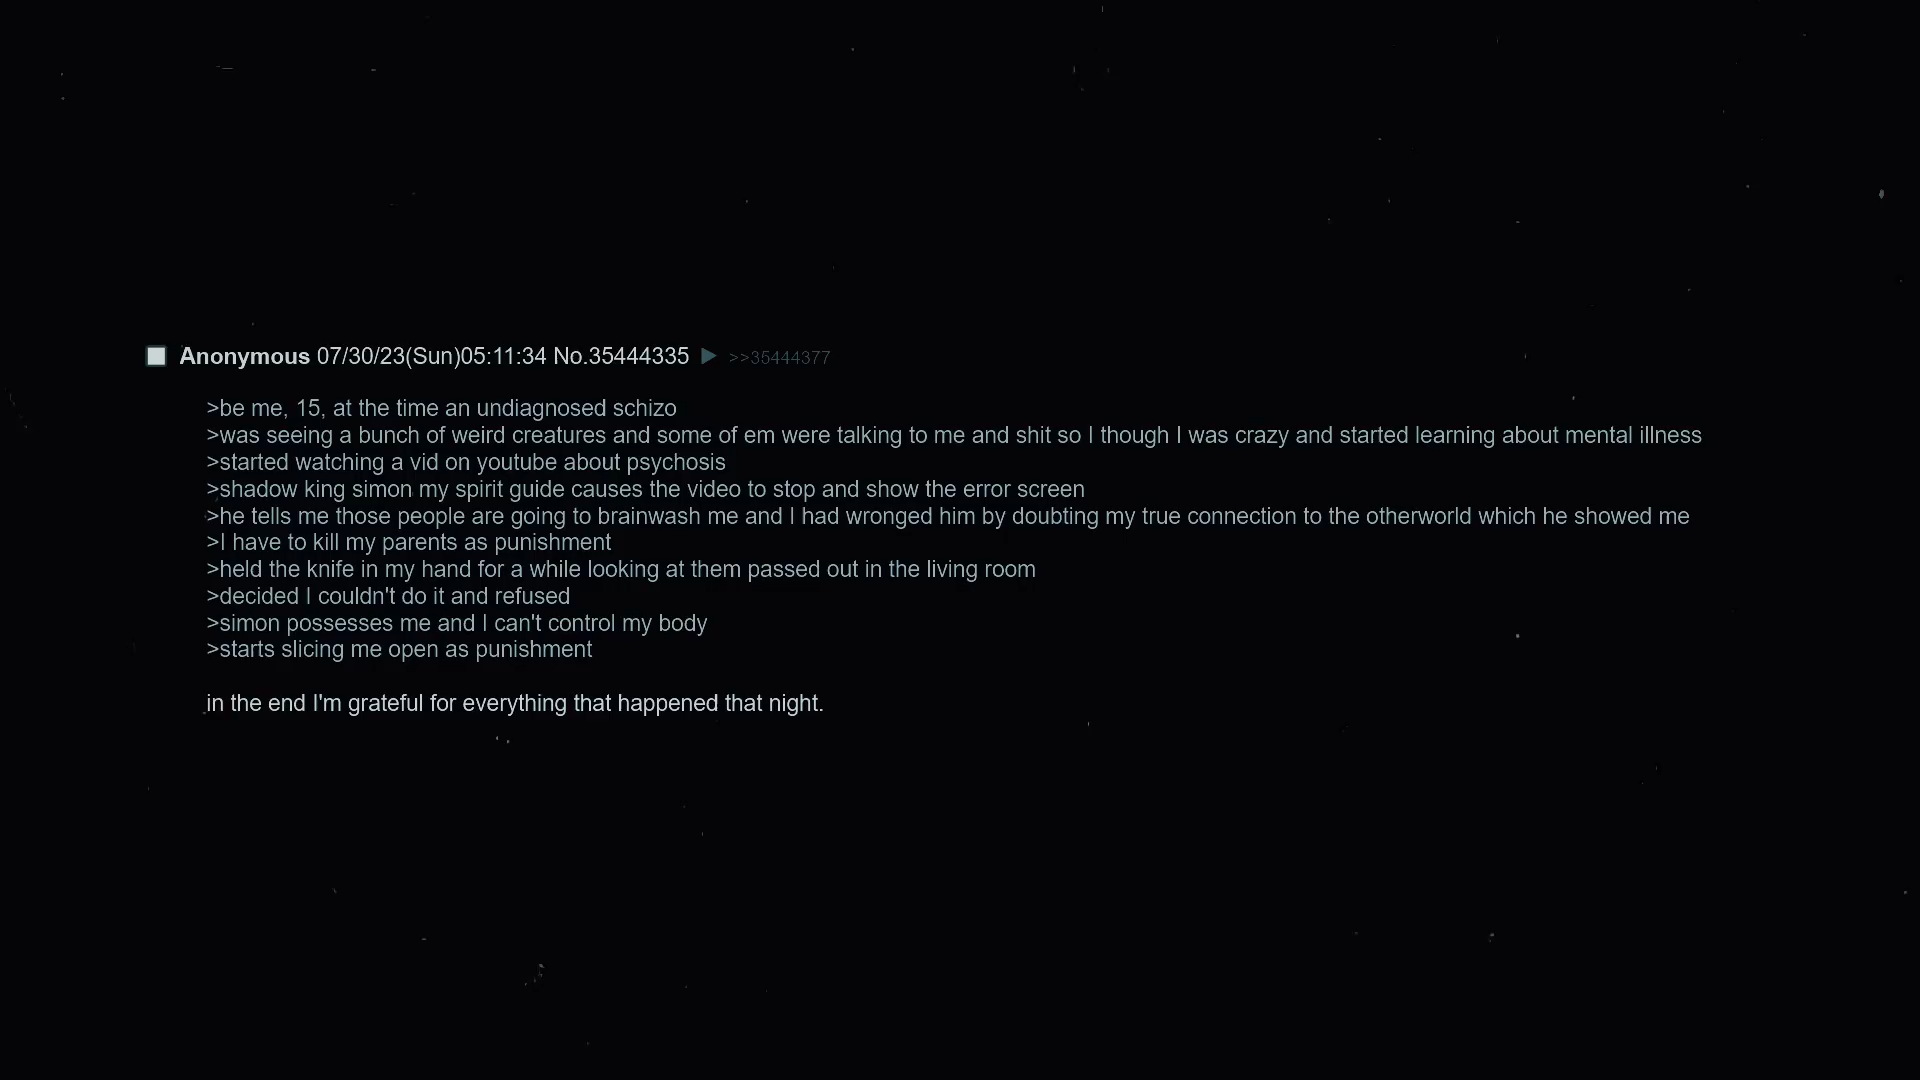 Anonymous 07/30/23(Sun)05:11:34 No.35444335 ▶ >>35444377
>be me, 15, at the time an undiagnosed schizo
>was seeing a bunch of weird creatures and some of em were talking to me and shit so I though I was crazy and started learning about mental illness
>started watching a vid on youtube about psychosis
>shadow king simon my spirit guide causes the video to stop and show the error screen
>he tells me those people are going to brainwash me and I had wronged him by doubting my true connection to the otherworld which he showed me
>I have to kill my parents as punishment
>held the knife in my hand for a while looking at them passed out in the living room
>decided I couldn't do it and refused
>simon possesses me and I can't control my body
>starts slicing me open as punishment
in the end I'm grateful for everything that happened that night.